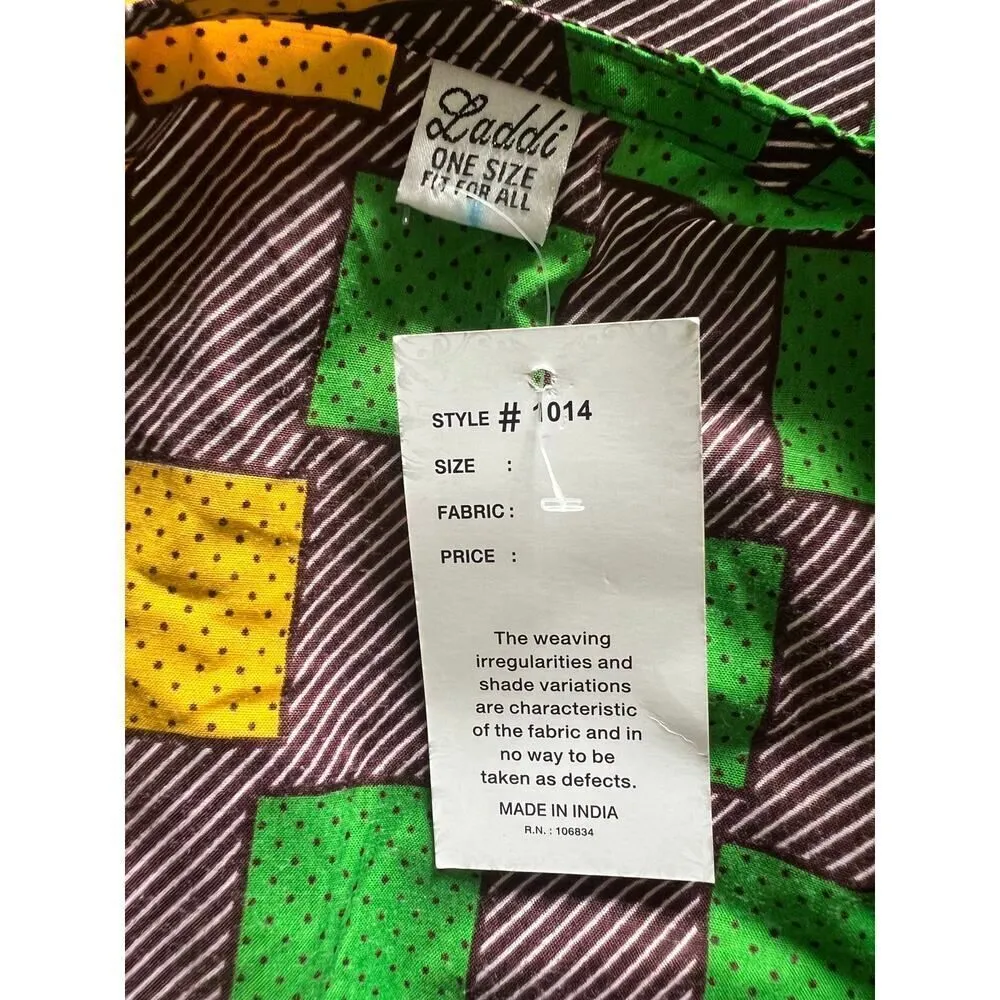 Laddi
ONE SIZE
FIT FOR ALL
STYLE # 1014
SIZE :
FABRIC :
PRICE :
The weaving
irregularities and
shade variations
are characteristic
of the fabric and in
no way to be
taken as defects.
MADE IN INDIA
R.N. : 106834